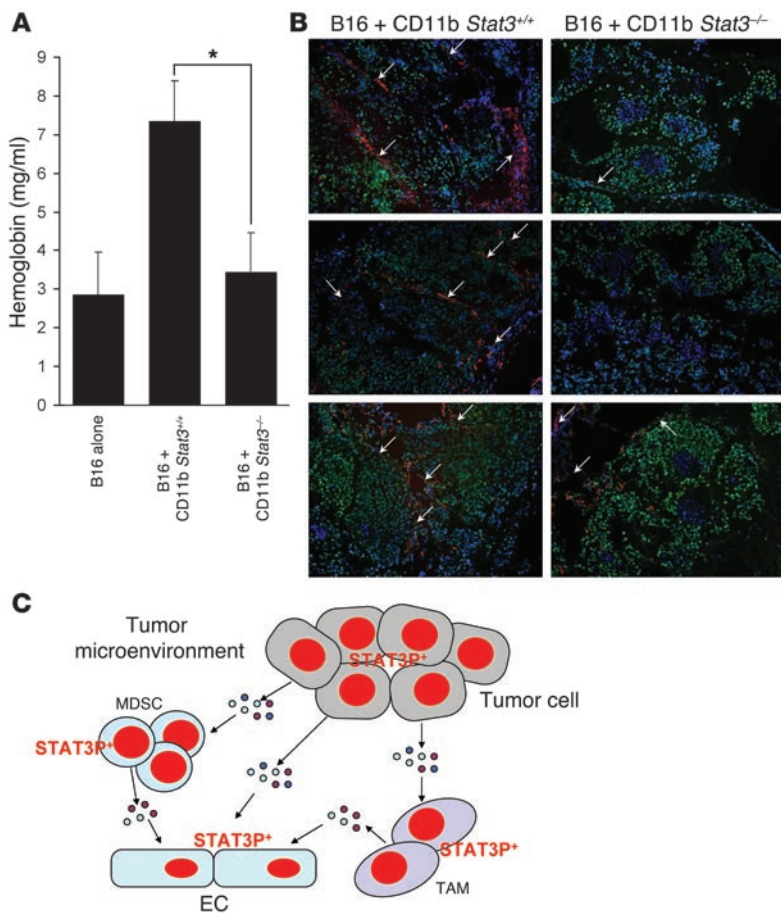 A
Hemoglobin (mg/ml)
9
8
7
6
5
4
3
2
1
0
*
B16 alone
B16 +
CD11b Stat3+/+
B16 +
CD11b Stat3–/–
B
B16 + CD11b Stat3+/+
B16 + CD11b Stat3–/–
C
Tumor
microenvironment
STAT3P+
Tumor cell
MDSC
STAT3P+
STAT3P+
EC
STAT3P+
TAM